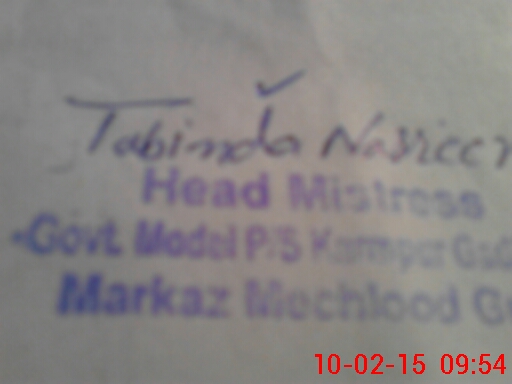 Tabinda Nasreen
Head Mistress
Govt. Model P/S
Markaz
10-02-15 09:54